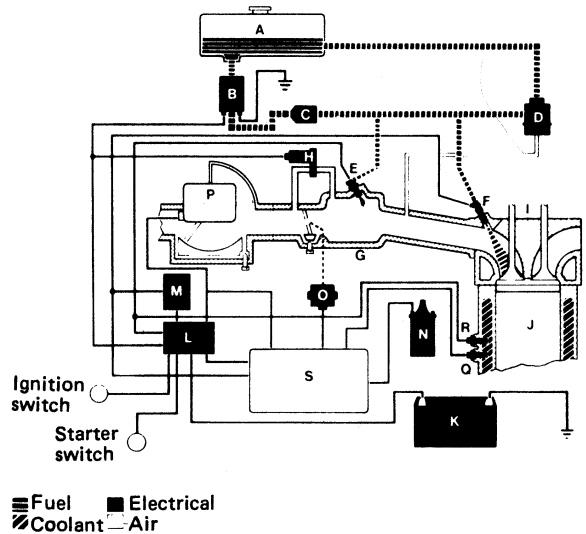 A
B
C
D
H
E
P
F
I
G
M
O
L
N
R
J
Q
S
K
Ignition
switch
Starter
switch
Fuel Electrical
Coolant Air